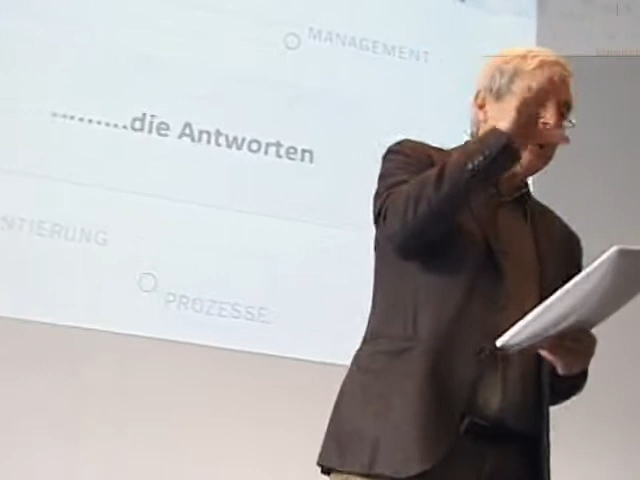 MANAGEMENT
.........die Antworten
NTIERUNG
PROZESSE